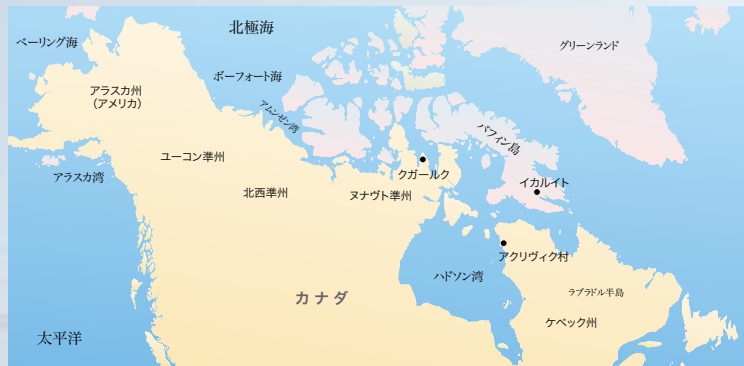 北極海
ベーリング海
グリーンランド
ボーフォート海
アラスカ州
(アメリカ)
アムンゼン湾
バフィン島
ユーコン準州
クガールク
アラスカ湾
イカルイト
北西準州
ヌナヴト準州
アクリヴィク村
ハドソン湾
ラブラドル半島
カナダ
ケベック州
太平洋